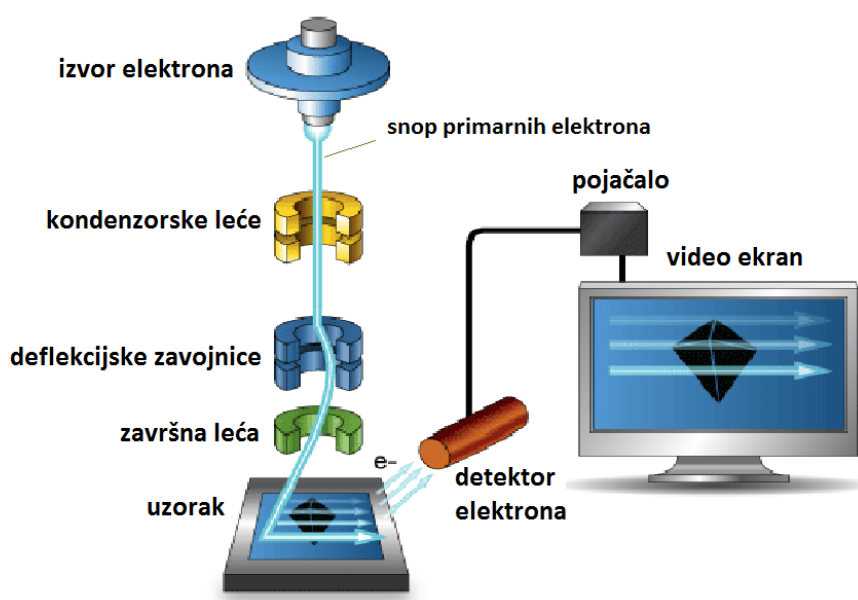 izvor elektrona
snop primarnih elektrona
pojačalo
kondenzorske leće
video ekran
deflekcijske zavojnice
završna leća
e-
detektor
elektrona
uzorak